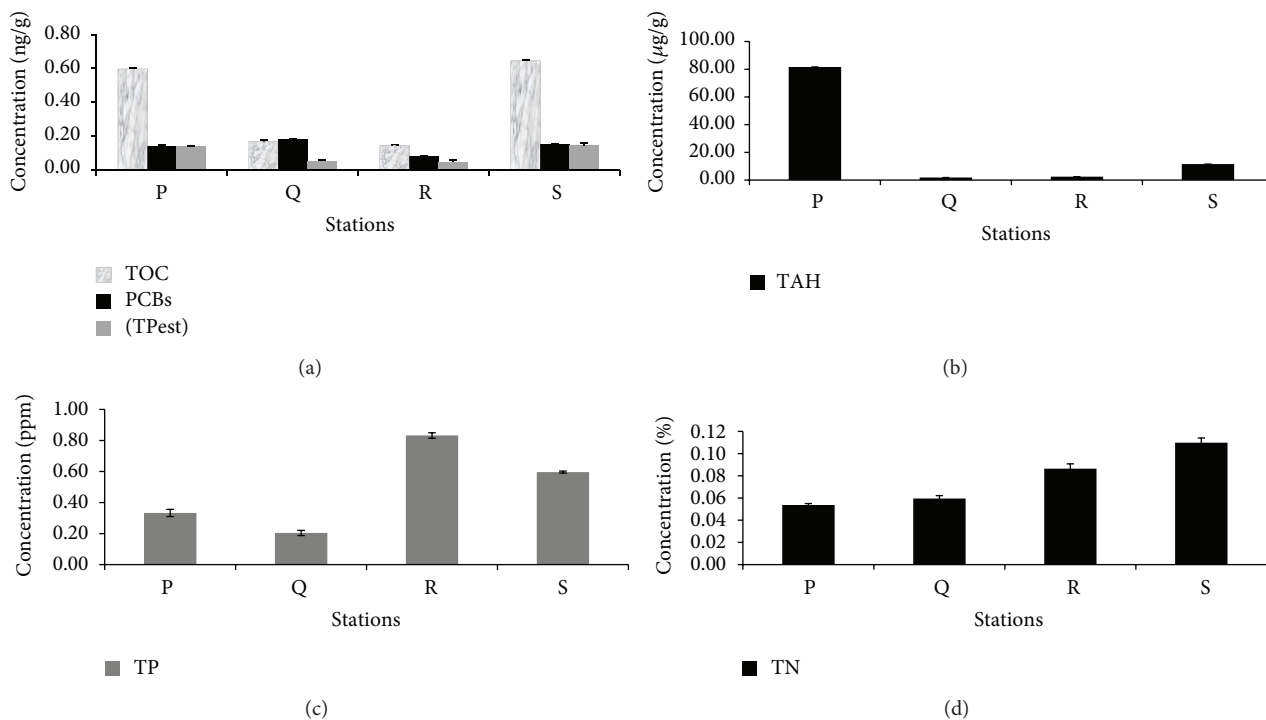 Concentration (ng/g)
0.80
0.60
0.40
0.20
0.00
P Q R S
Stations
TOC
PCBs
(TPest)
(a)
Concentration (μg/g)
100.00
80.00
60.00
40.00
20.00
0.00
P Q R S
Stations
TAH
(b)
Concentration (ppm)
1.00
0.80
0.60
0.40
0.20
0.00
P Q R S
Stations
TP
(c)
Concentration (%)
0.12
0.10
0.08
0.06
0.04
0.02
0.00
P Q R S
Stations
TN
(d)